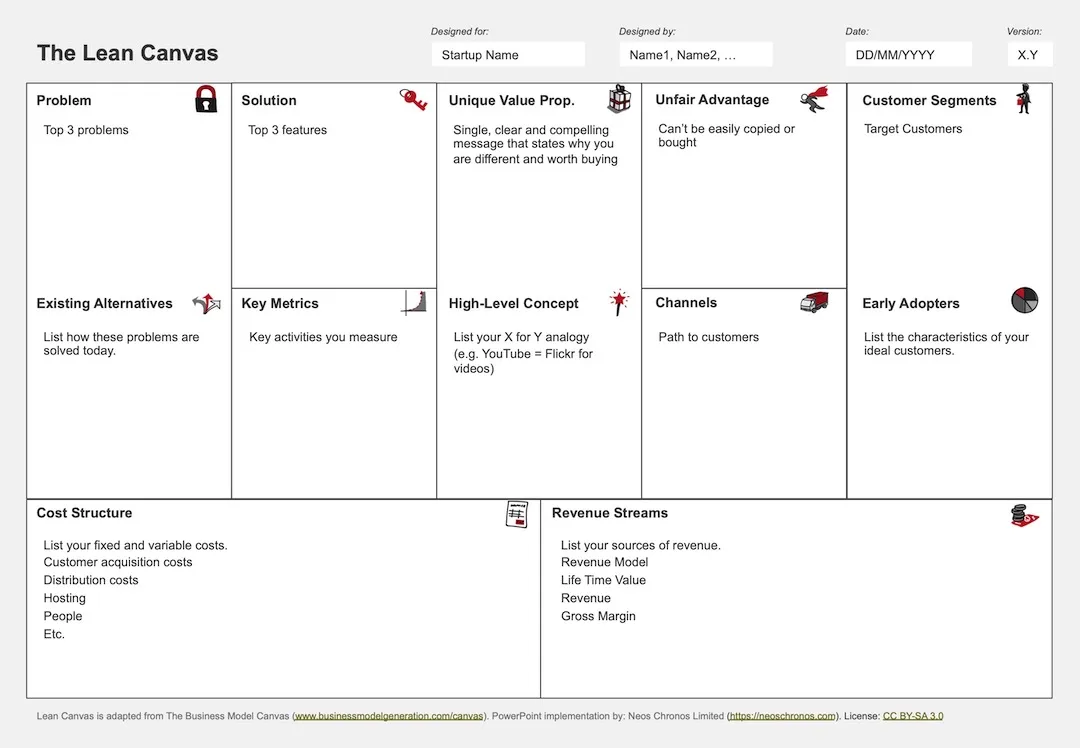 The Lean Canvas
Designed for:
Startup Name
Designed by:
Name1, Name2, …
Date:
DD/MM/YYYY
Version:
X.Y
Problem
Top 3 problems
Existing Alternatives
List how these problems are
solved today.
Solution
Top 3 features
Key Metrics
Key activities you measure
Unique Value Prop.
Single, clear and compelling
message that states why you
are different and worth buying
High-Level Concept
List your X for Y analogy
(e.g. YouTube = Flickr for
videos)
Unfair Advantage
Can’t be easily copied or
bought
Channels
Path to customers
Customer Segments
Target Customers
Early Adopters
List the characteristics of your
ideal customers.
Cost Structure
List your fixed and variable costs.
Customer acquisition costs
Distribution costs
Hosting
People
Etc.
Revenue Streams
List your sources of revenue.
Revenue Model
Life Time Value
Revenue
Gross Margin
Lean Canvas is adapted from The Business Model Canvas (www.businessmodelgeneration.com/canvas). PowerPoint implementation by: Neos Chronos Limited (https://neoschronos.com). License: CC BY-SA 3.0